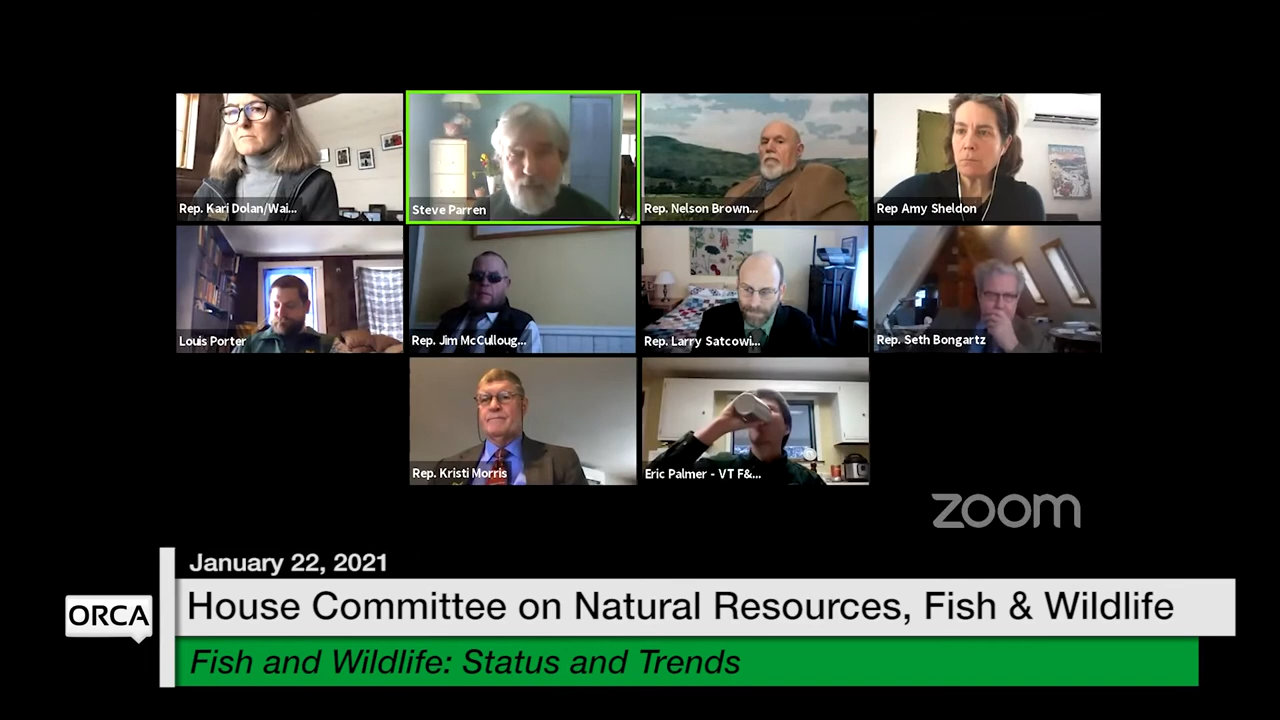 Rep. Kari Dolan/Wai...
Steve Parren
Rep. Nelson Brown...
Rep Amy Sheldon
Louis Porter
Rep. Jim McCulloug...
Rep. Larry Satcowi...
Rep. Seth Bongartz
Rep. Kristi Morris
Eric Palmer - VT F&...
zoom
January 22, 2021
ORCA
House Committee on Natural Resources, Fish & Wildlife
Fish and Wildlife: Status and Trends